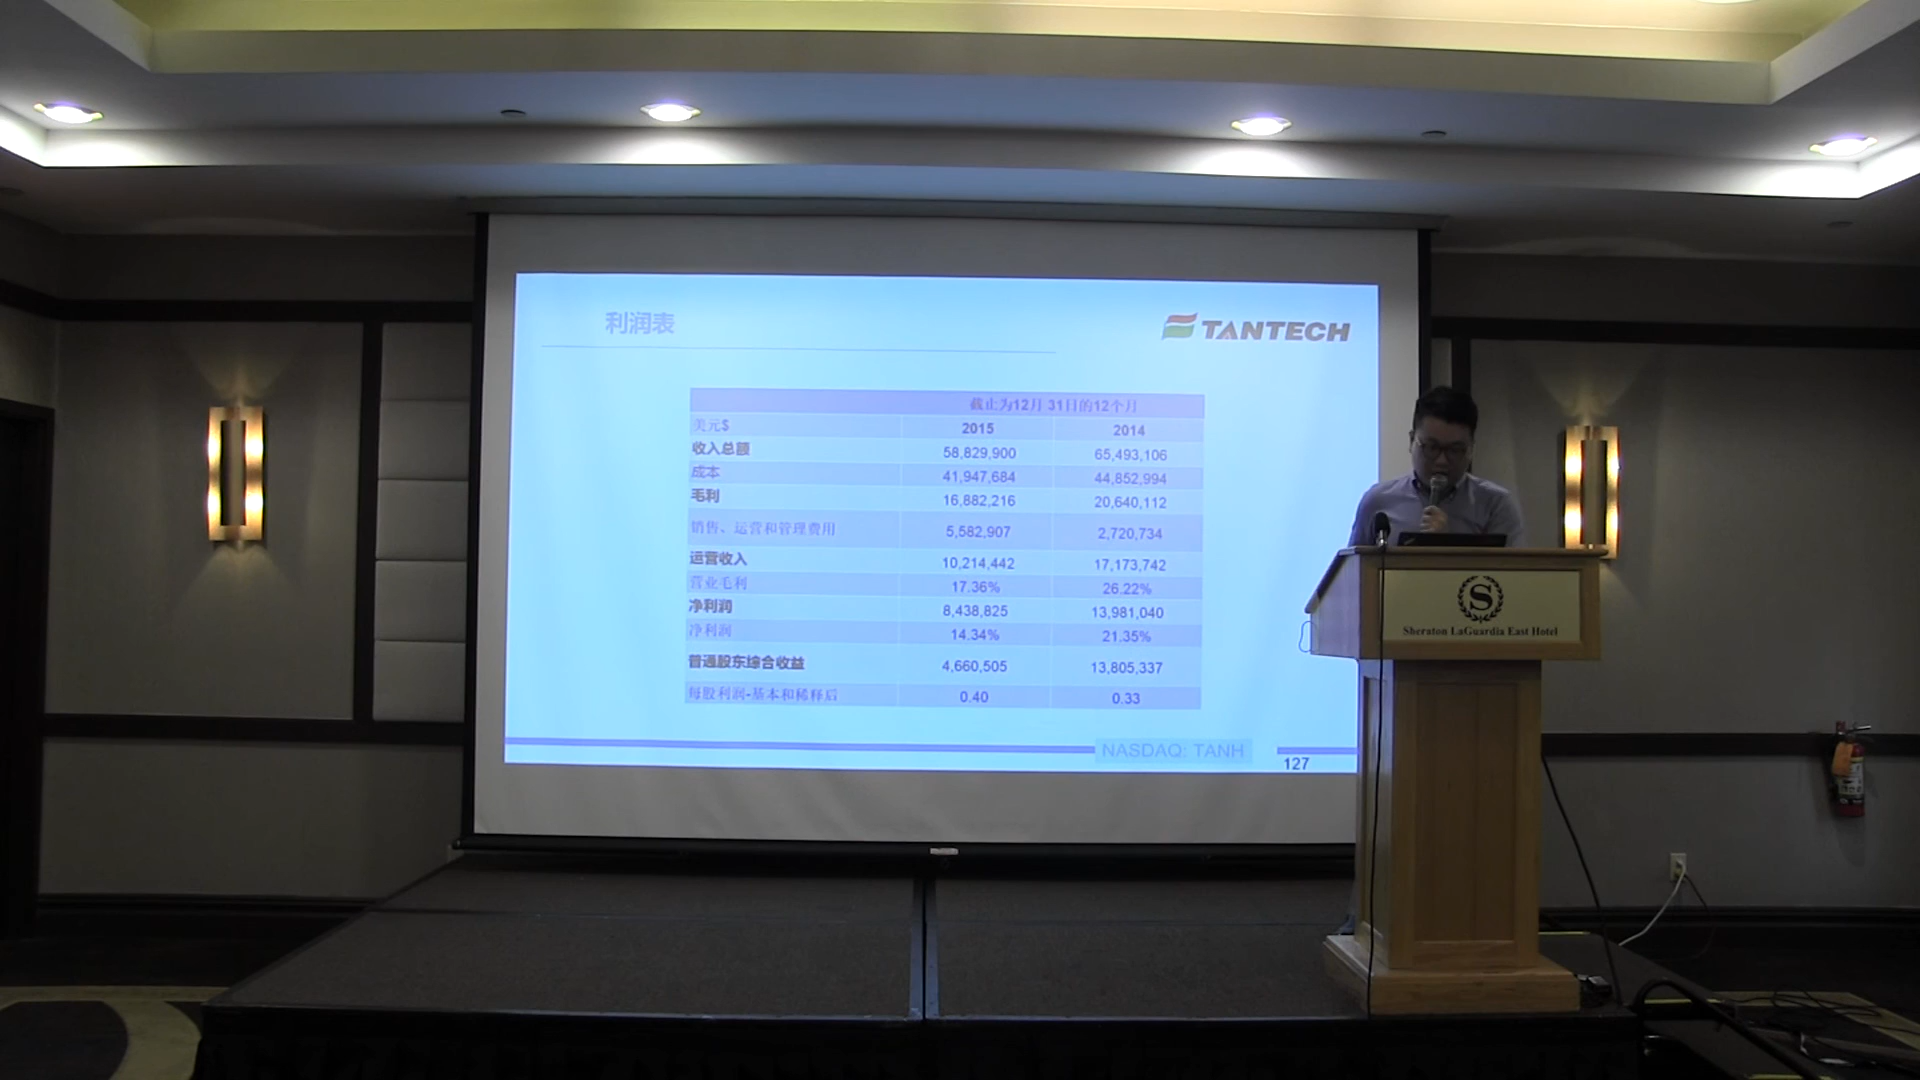 利润表
TANTECH
截止为12月 31日的12个月
美元$ 2015 2014
收入总额 58,829,900 65,493,106
成本 41,947,684 44,852,994
毛利 16,882,216 20,640,112
销售、运营和管理费用 5,582,907 2,720,734
运营收入 10,214,442 17,173,742
营业毛利 17.36% 26.22%
净利润 8,438,825 13,981,040
净利润 14.34% 21.35%
普通股东综合收益 4,660,505 13,805,337
每股利润-基本和稀释后 0.40 0.33
NASDAQ: TANH
127
S
Sheraton LaGuardia East Hotel